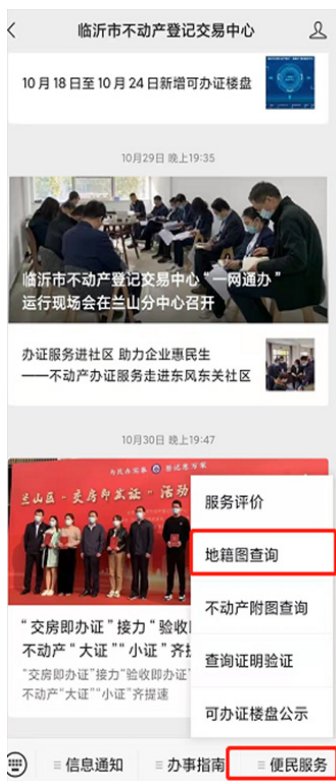 临沂市不动产登记交易中心
10月18日至10月24日新增可办证楼盘
10月29日 晚上19:35
临沂市不动产登记交易中心“一网通办”
运行现场会在兰山分中心召开
办证服务进社区 助力企业惠民生
——不动产办证服务走进东风东关社区
10月30日 晚上19:47
兰山区-交房即发证-活动
“交房即办证”接力“验收
不动产“大证”“小证”齐
“交房即办证”接力“验收即办证”
不动产“大证”“小证”齐提速
服务评价
地籍图查询
不动产附图查询
查询证明验证
可办证楼盘公示
信息通知
办事指南
便民服务